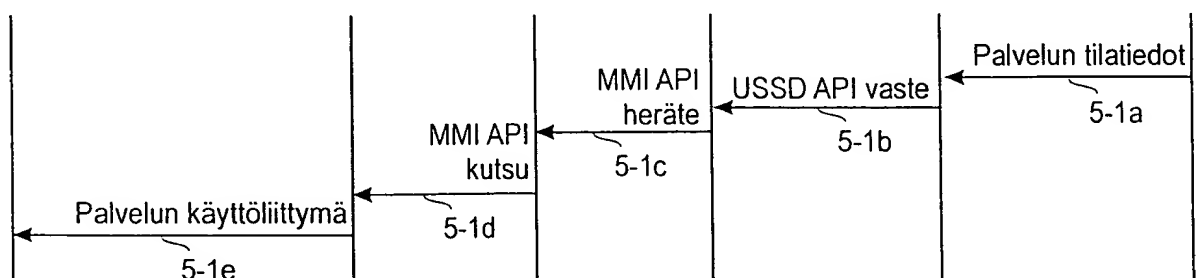 Palvelun tilatiedot
5-1a
USSD API vaste
5-1b
MMI API
heräte
5-1c
MMI API
kutsu
5-1d
Palvelun käyttöliittymä
5-1e